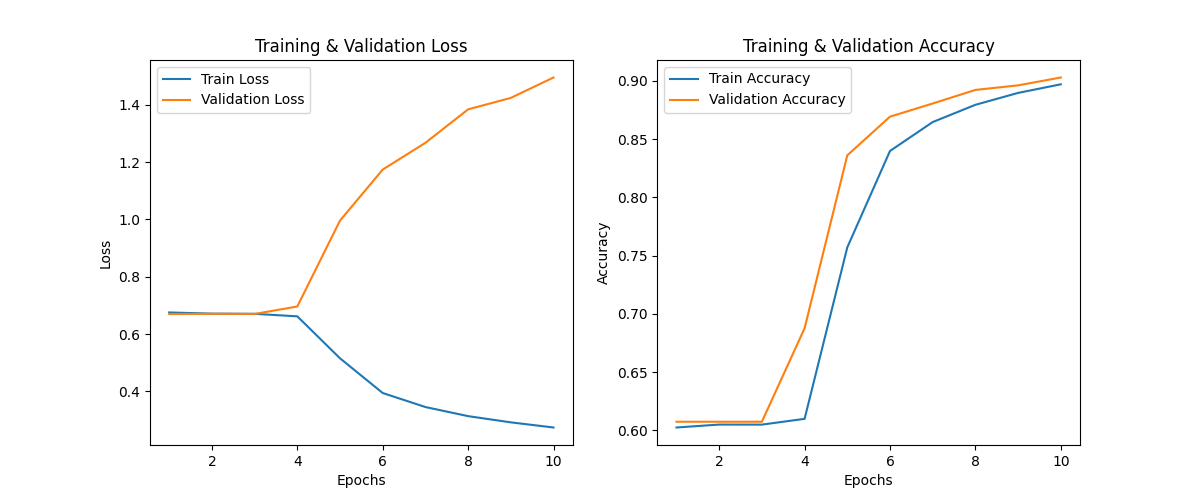 Training & Validation Loss
Train Loss
Validation Loss
1.4
1.2
1.0
0.8
0.6
0.4
Loss
2 4 6 8 10
Epochs
Training & Validation Accuracy
Train Accuracy
Validation Accuracy
0.90
0.85
0.80
0.75
0.70
0.65
0.60
Accuracy
2 4 6 8 10
Epochs